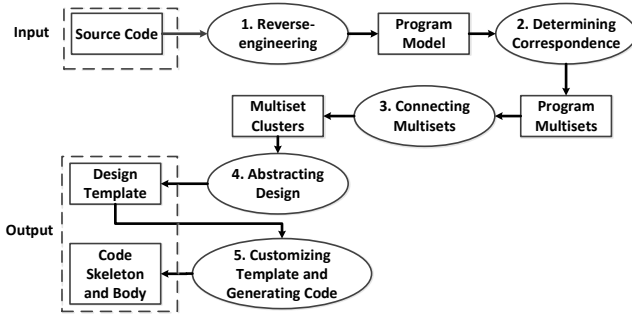 Input
Source Code
1. Reverse-
engineering
Program
Model
2. Determining
Correspondence
Multiset
Clusters
3. Connecting
Multisets
Program
Multisets
Output
Design
Template
4. Abstracting
Design
Code
Skeleton
and Body
5. Customizing
Template and
Generating Code